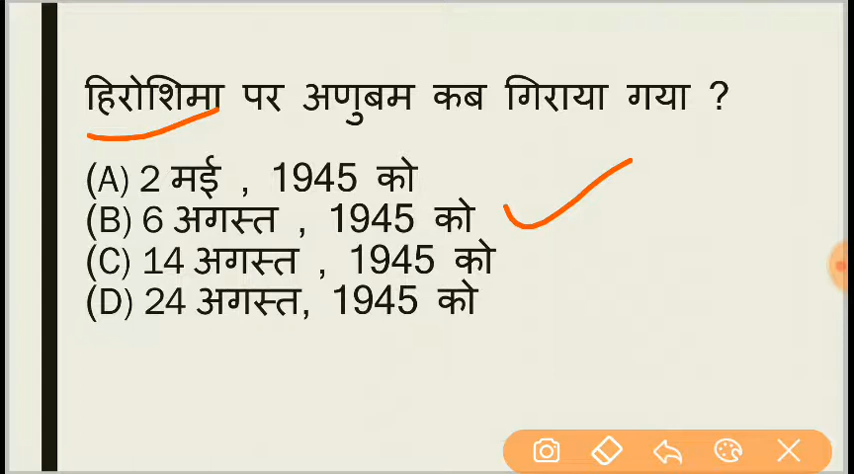 हिरोशिमा पर अणुबम कब गिराया गया ?
(A) 2 मई , 1945 को
(B) 6 अगस्त , 1945 को
(C) 14 अगस्त , 1945 को
(D) 24 अगस्त, 1945 को